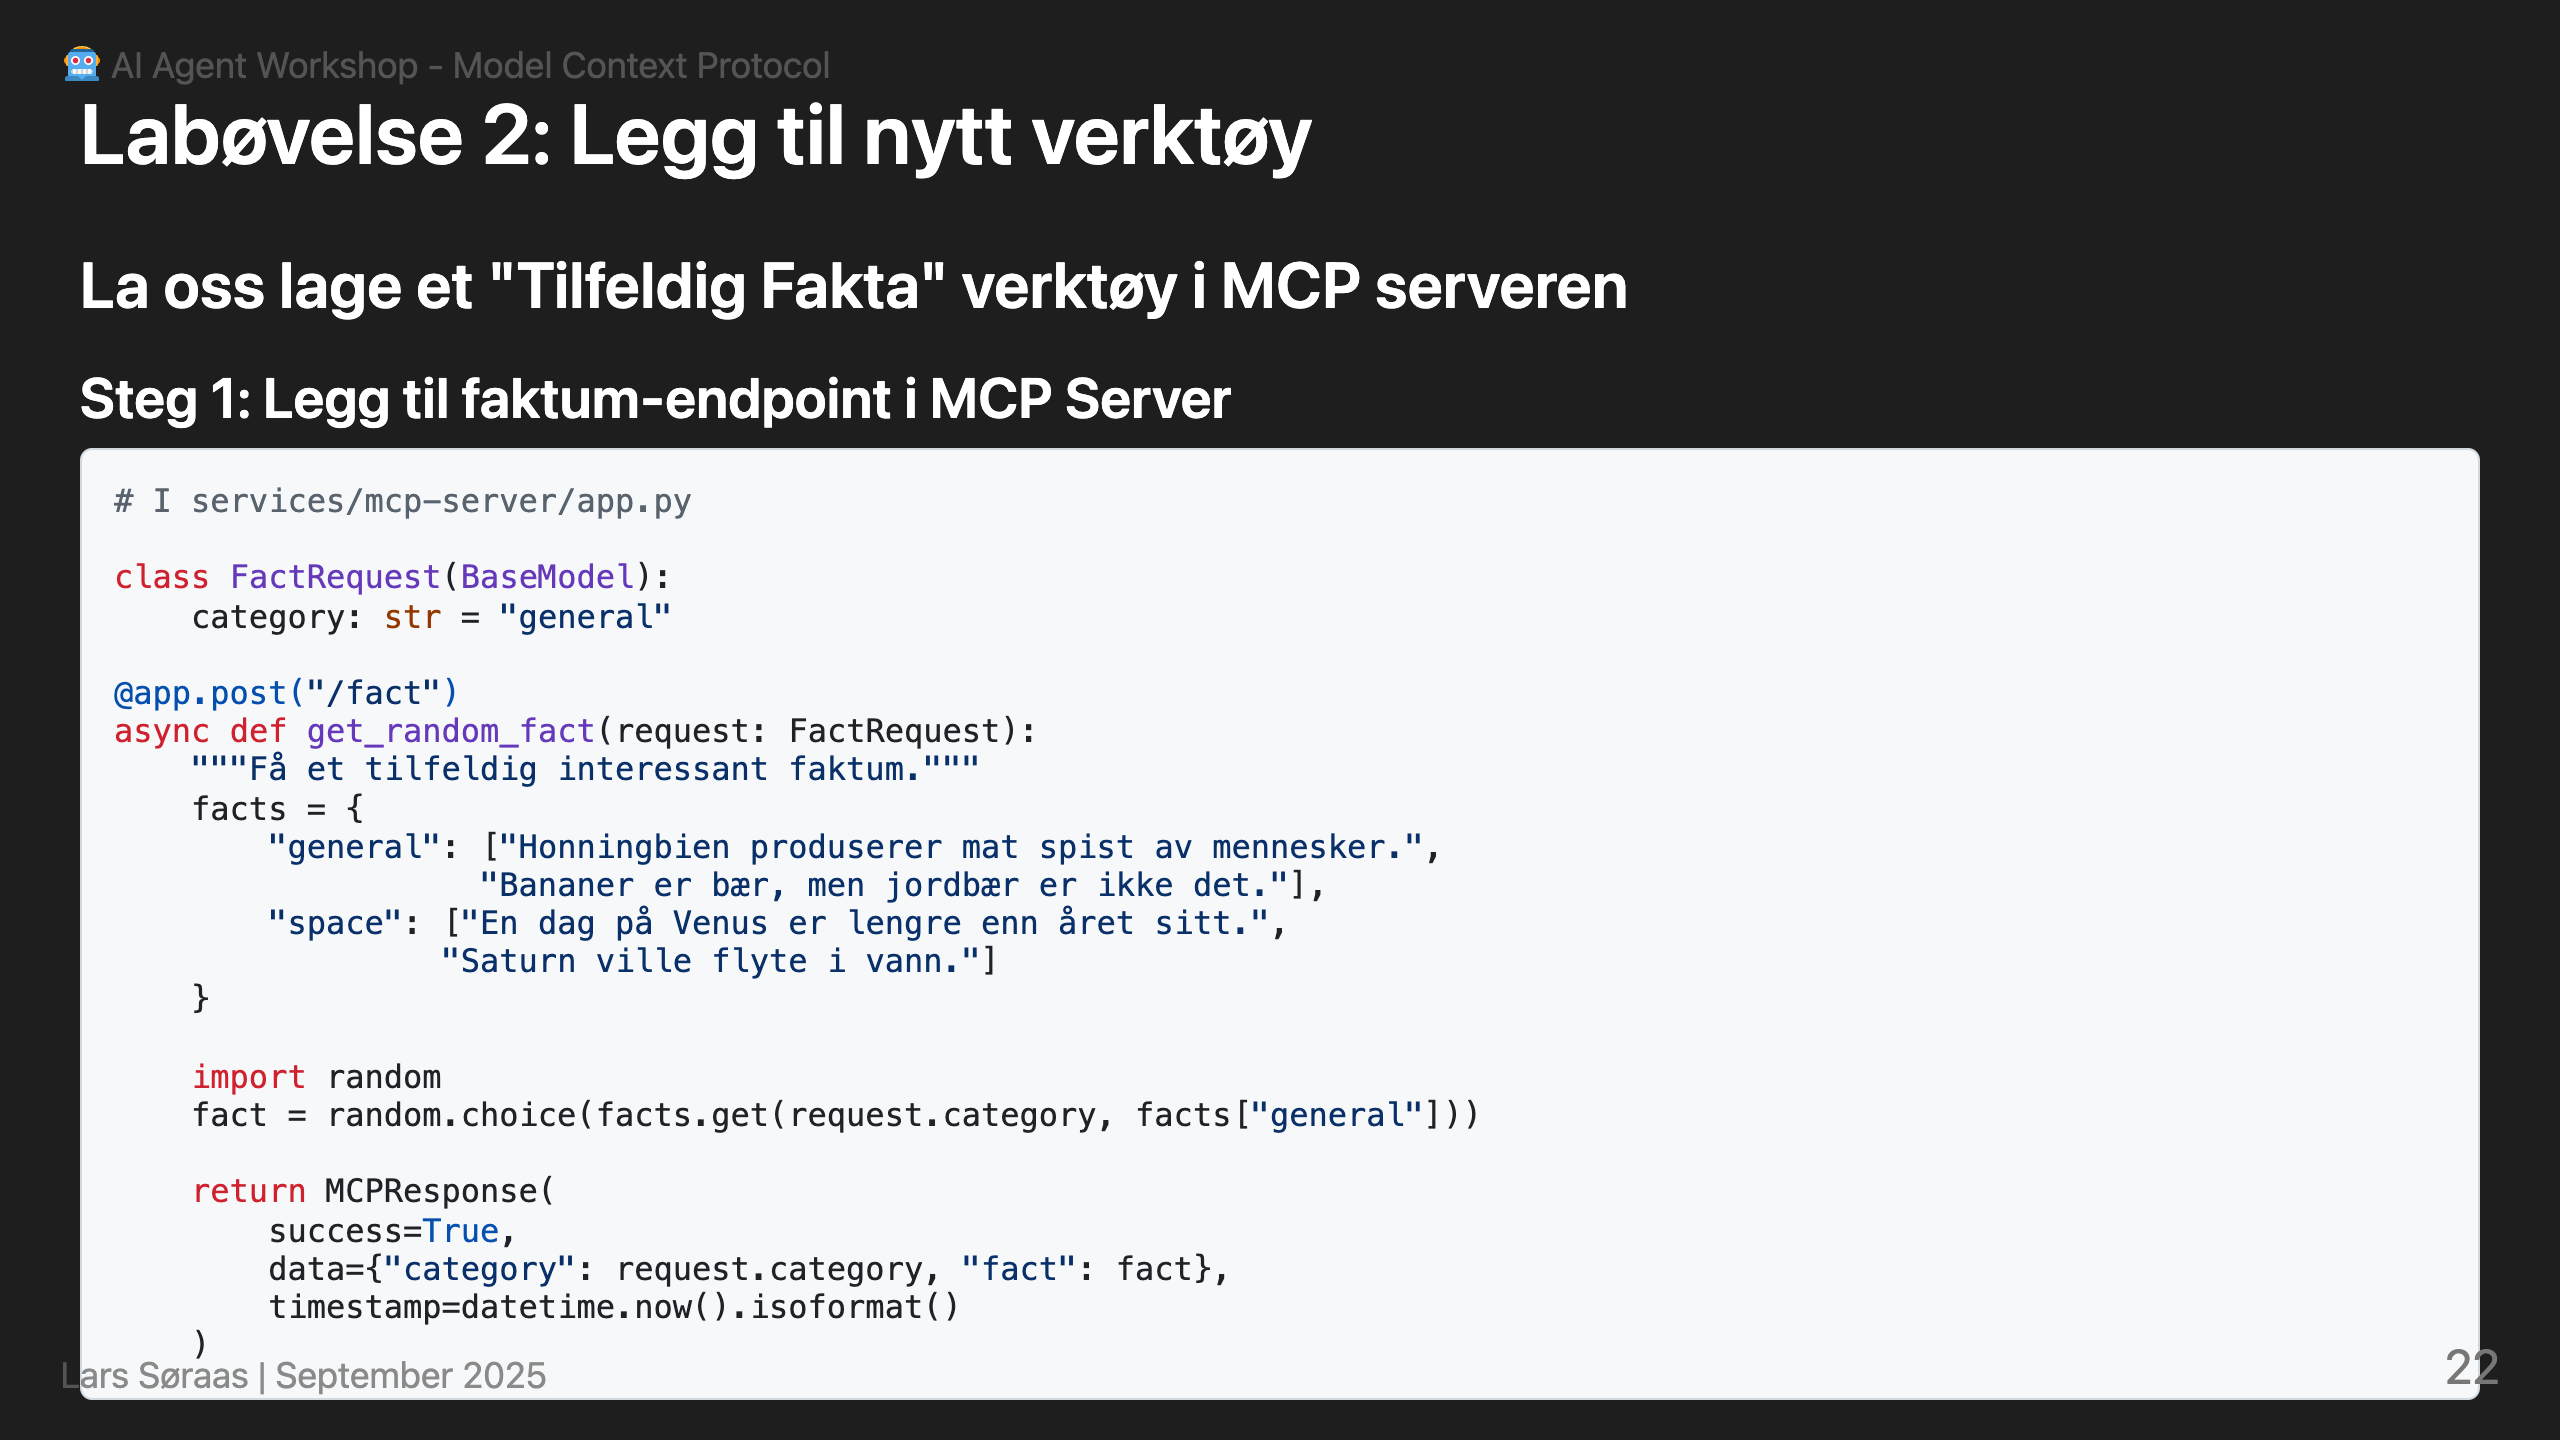 AI Agent Workshop - Model Context Protocol
Labøvelse 2: Legg til nytt verktøy
La oss lage et "Tilfeldig Fakta" verktøy i MCP serveren
Steg 1: Legg til faktum-endpoint i MCP Server
# I services/mcp-server/app.py

class FactRequest(BaseModel):
    category: str = "general"

@app.post("/fact")
async def get_random_fact(request: FactRequest):
    """Få et tilfeldig interessant faktum."""
    facts = {
        "general": ["Honningbien produserer mat spist av mennesker.",
                   "Bananer er bær, men jordbær er ikke det."],
        "space": ["En dag på Venus er lengre enn året sitt.",
                 "Saturn ville flyte i vann."]
    }

    import random
    fact = random.choice(facts.get(request.category, facts["general"]))

    return MCPResponse(
        success=True,
        data={"category": request.category, "fact": fact},
        timestamp=datetime.now().isoformat()
    )
Lars Søraas | September 2025
22